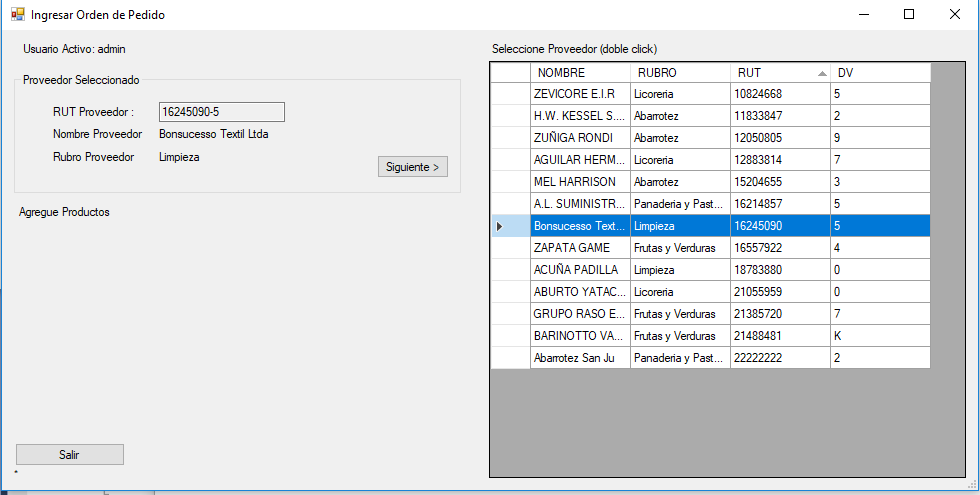 Ingresar Orden de Pedido
Usuario Activo: admin
Proveedor Seleccionado
RUT Proveedor : 16245090-5
Nombre Proveedor Bonsucesso Textil Ltda
Rubro Proveedor Limpieza
Siguiente >
Agregue Productos
Salir
*
Seleccione Proveedor (doble click)
NOMBRE RUBRO RUT DV
ZEVICORE E.I.R Licoreria 10824668 5
H.W. KESSEL S.... Abarrotez 11833847 2
ZUÑIGA RONDI Abarrotez 12050805 9
AGUILAR HERM... Licoreria 12883814 7
MEL HARRISON Abarrotez 15204655 3
A.L. SUMINISTR... Panaderia y Past... 16214857 5
Bonsucesso Text... Limpieza 16245090 5
ZAPATA GAME Frutas y Verduras 16557922 4
ACUÑA PADILLA Limpieza 18783880 0
ABURTO YATAC... Licoreria 21055959 0
GRUPO RASO E... Frutas y Verduras 21385720 7
BARINOTTO VA... Frutas y Verduras 21488481 K
Abarrotez San Ju Panaderia y Past... 22222222 2